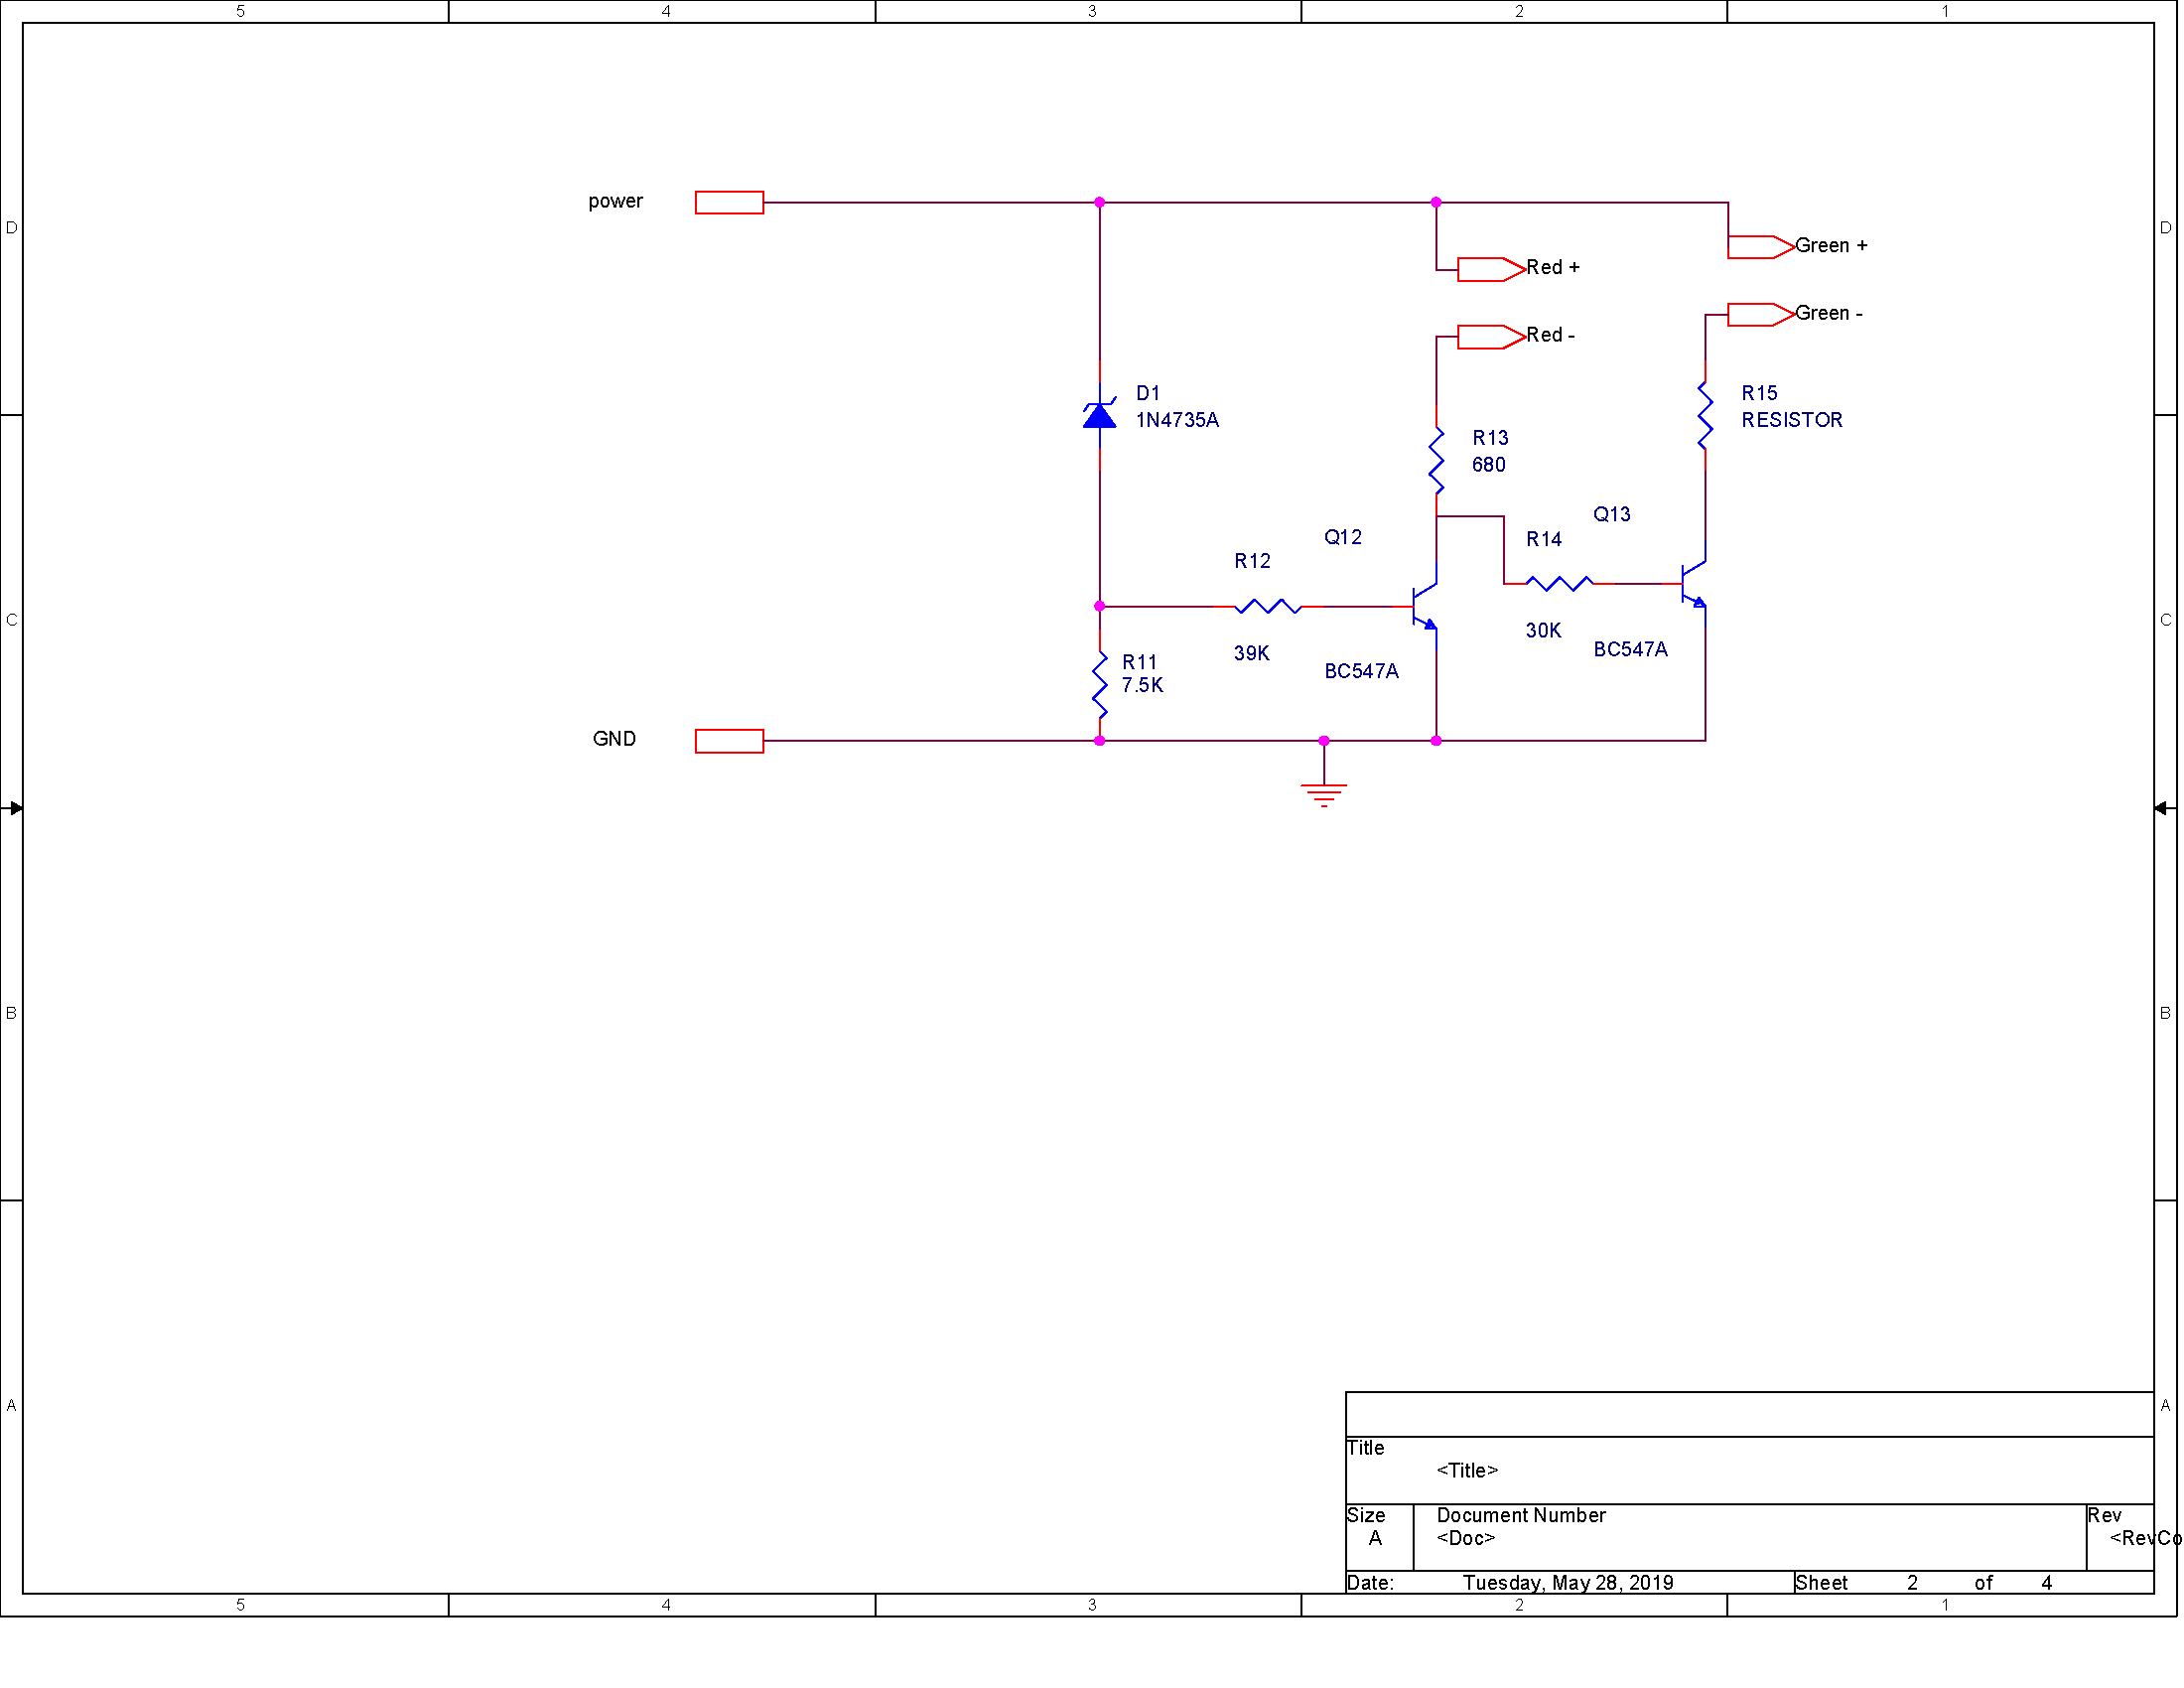 5 4 3 2 1
D D
power
Green +
Red +
Green -
Red -
D1
1N4735A
R15
RESISTOR
R13
680
Q13
Q12
R14
R12
C C
30K
39K
BC547A
R11
7.5K
BC547A
GND
B B
A A
Title
<Title>
Size
A
Document Number
<Doc>
Rev
<RevCo
Date:
Tuesday, May 28, 2019
Sheet 2 of 4
5 4 3 2 1